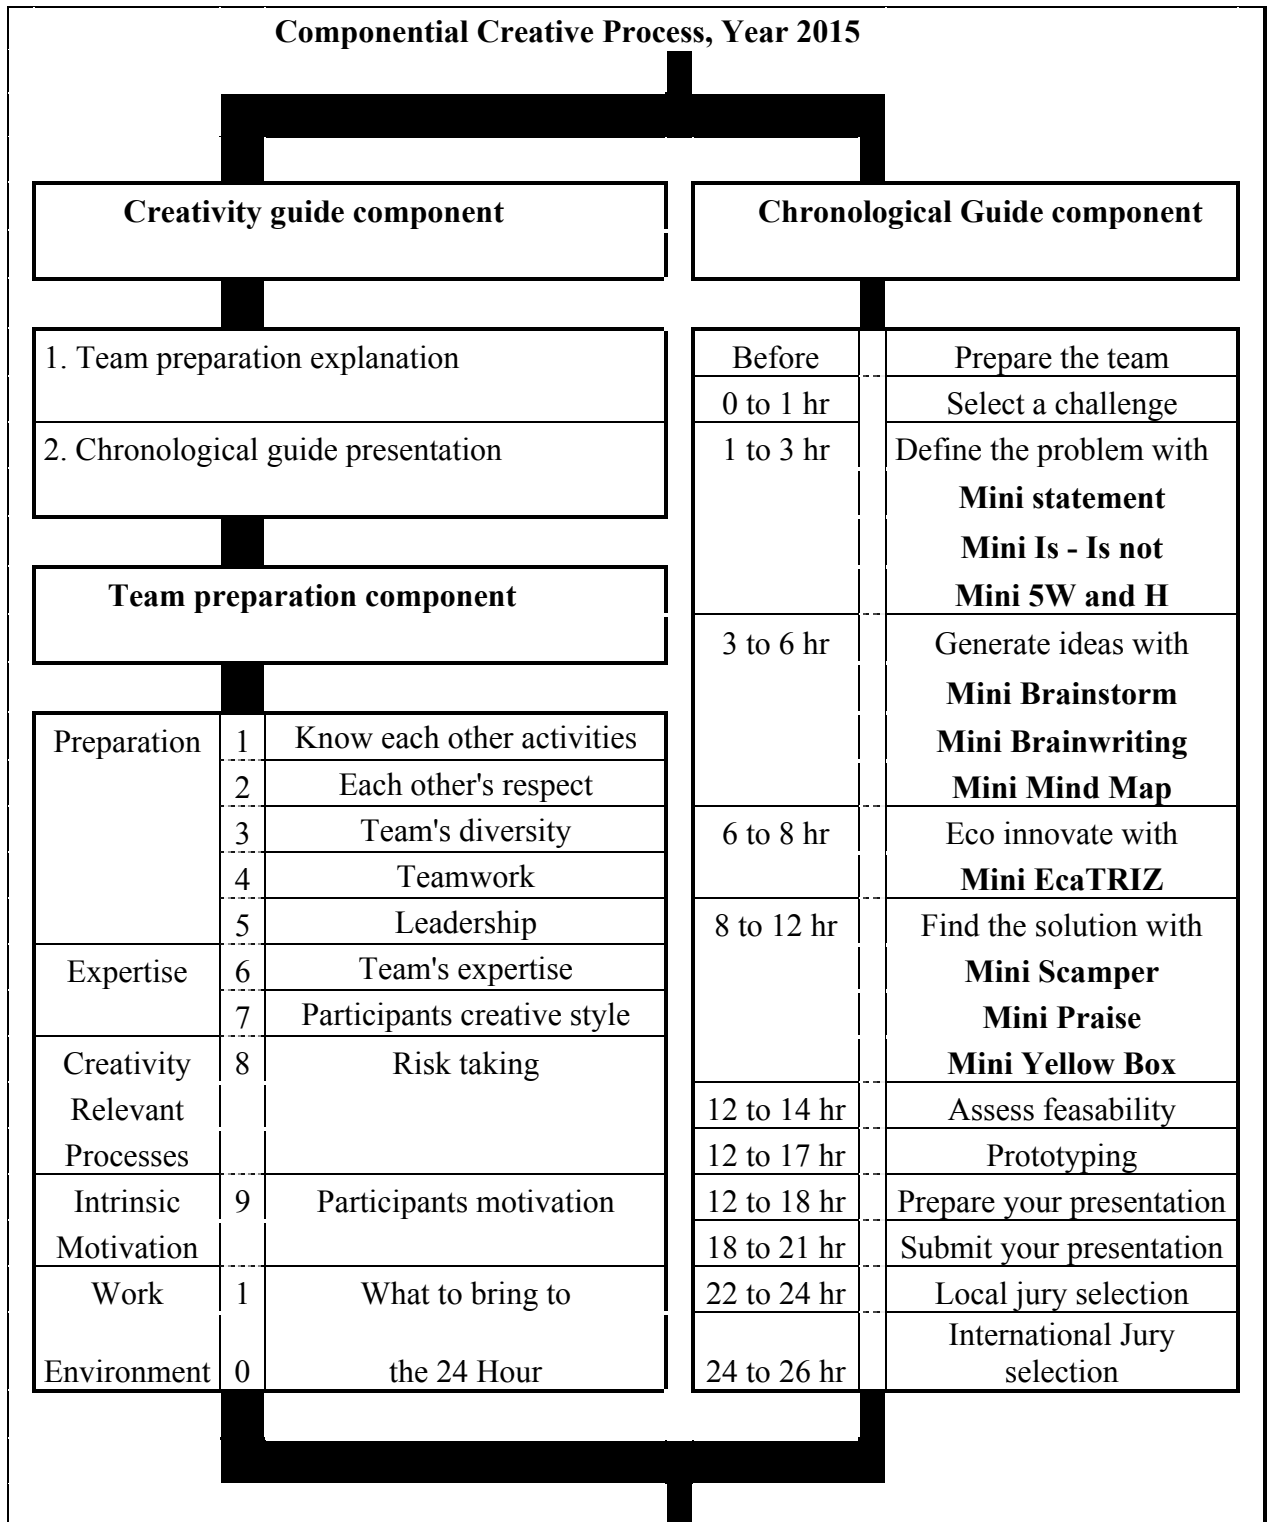 Componential Creative Process, Year 2015
Creativity guide component
1. Team preparation explanation
2. Chronological guide presentation
Team preparation component
Preparation 1 Know each other activities
2 Each other's respect
3 Team's diversity
4 Teamwork
5 Leadership
Expertise 6 Team's expertise
7 Participants creative style
Creativity 8 Risk taking
Relevant
Processes
Intrinsic 9 Participants motivation
Motivation
Work 1 What to bring to
Environment 0 the 24 Hour
Chronological Guide component
Before Prepare the team
0 to 1 hr Select a challenge
1 to 3 hr Define the problem with
Mini statement
Mini Is - Is not
Mini 5W and H
3 to 6 hr Generate ideas with
Mini Brainstorm
Mini Brainwriting
Mini Mind Map
6 to 8 hr Eco innovate with
Mini EcaTRIZ
8 to 12 hr Find the solution with
Mini Scamper
Mini Praise
Mini Yellow Box
12 to 14 hr Assess feasability
12 to 17 hr Prototyping
12 to 18 hr Prepare your presentation
18 to 21 hr Submit your presentation
22 to 24 hr Local jury selection
International Jury
24 to 26 hr selection